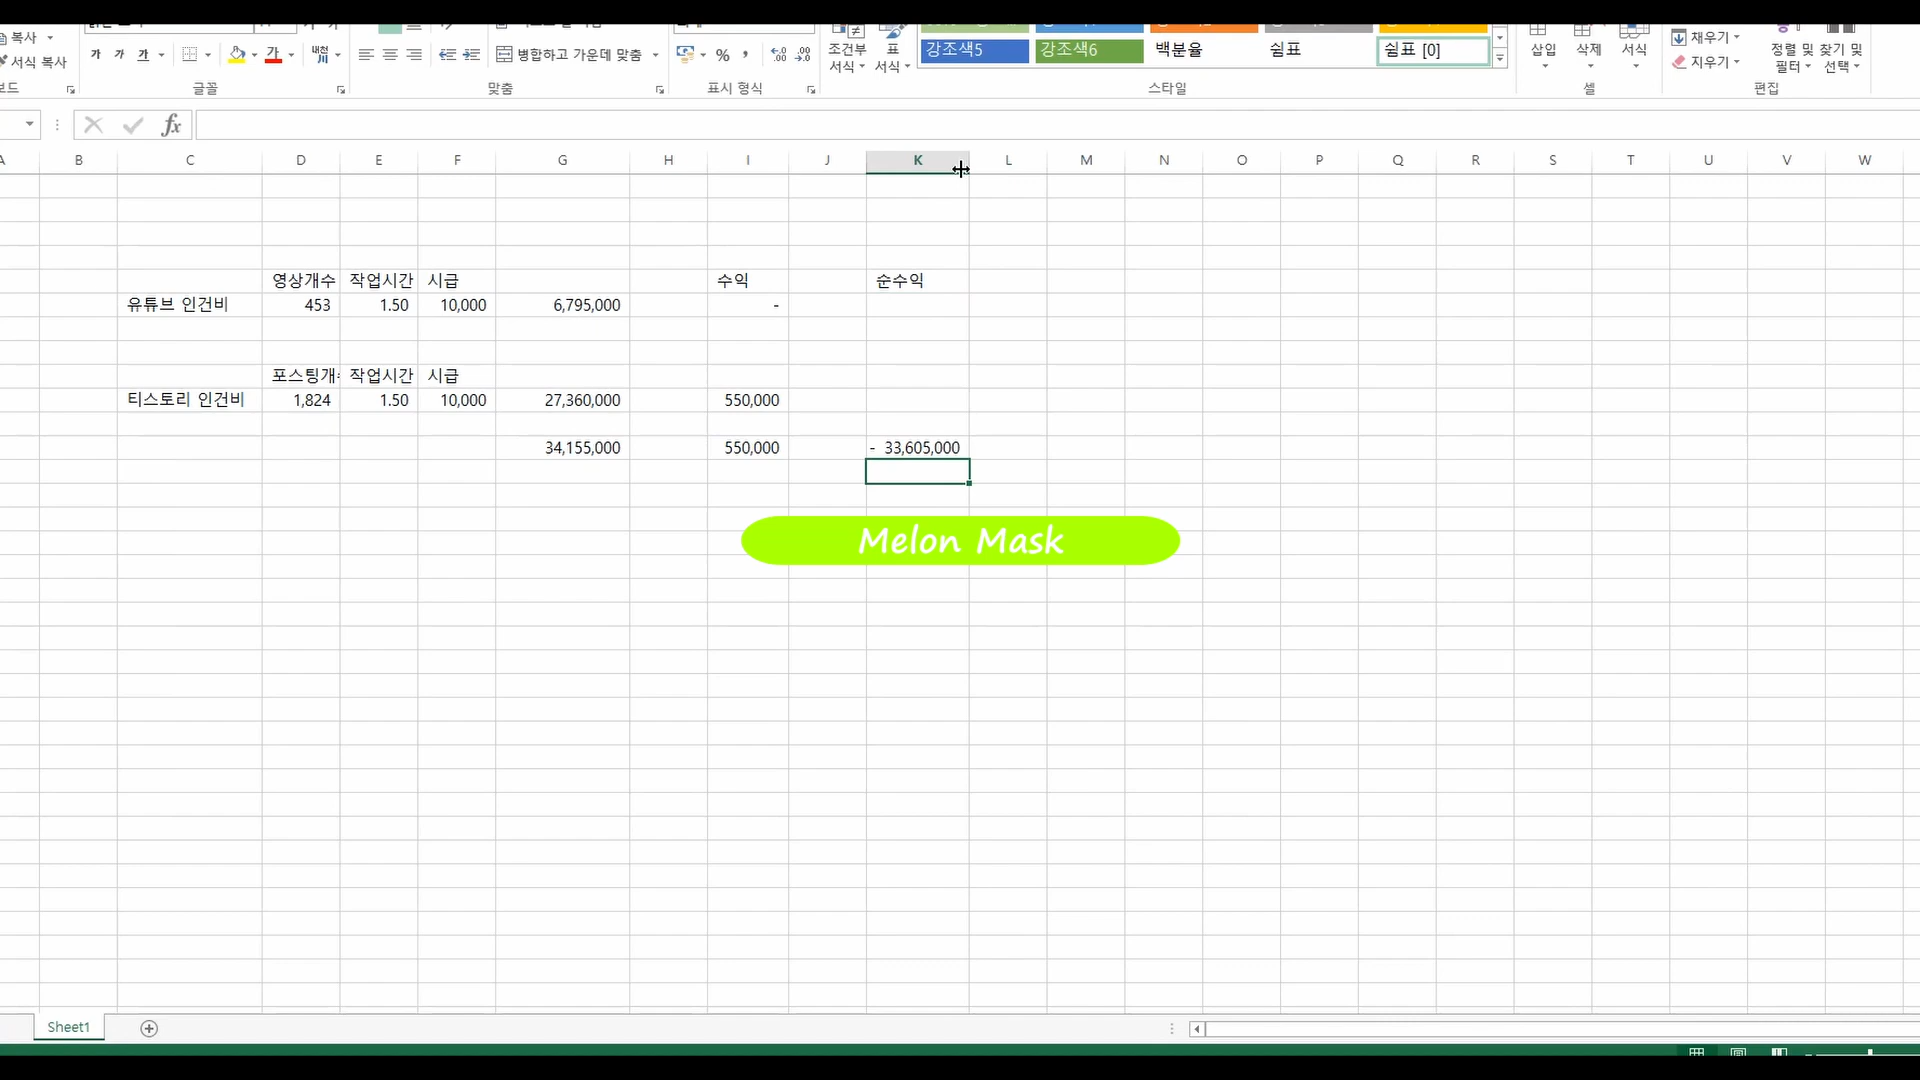 복사
서식 복사
가 가 가 가 내천
병합하고 가운데 맞춤
%
,
조건부 서식
표 서식
강조색5 강조색6 백분율 쉼표 쉼표 [0]
삽입 삭제 서식
채우기
지우기
정렬 및 필터
찾기 및 선택
글꼴 맞춤 표시 형식 스타일 셀 편집
fx
A B C D E F G H I J K L M N O P Q R S T U V W
영상개수 작업시간 시급 수익 순수익
유튜브 인건비 453 1.50 10,000 6,795,000 -
포스팅개 작업시간 시급
티스토리 인건비 1,824 1.50 10,000 27,360,000 550,000
34,155,000 550,000 - 33,605,000
Melon Mask
Sheet1